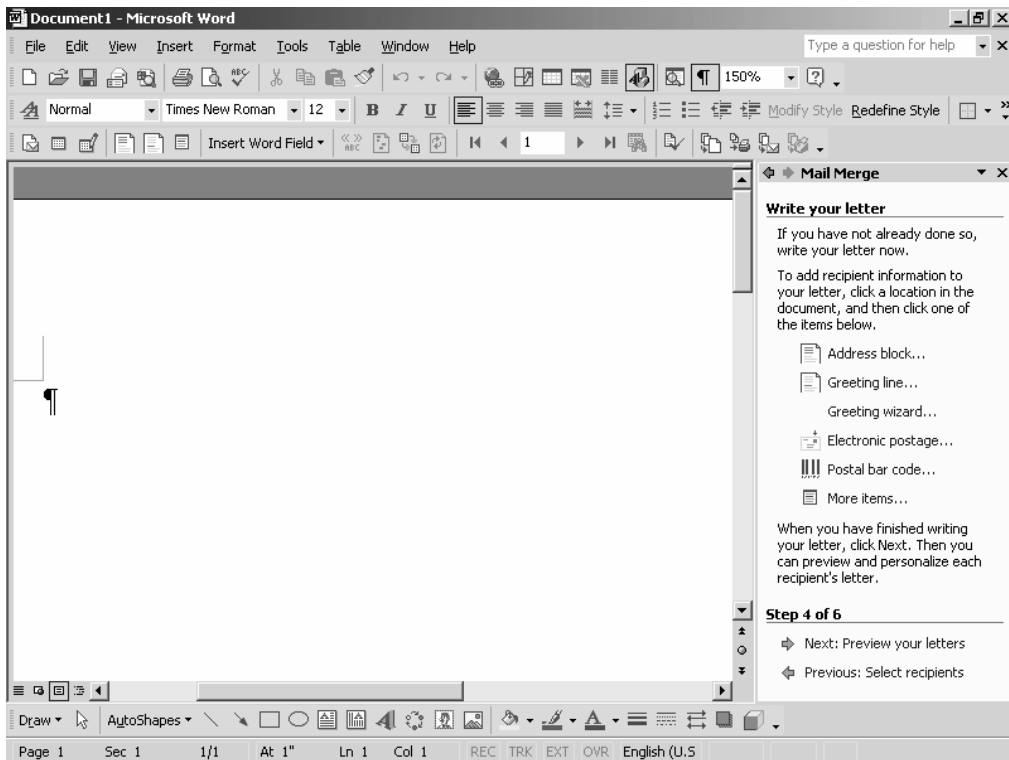 Document1 - Microsoft Word
File Edit View Insert Format Tools Table Window Help Type a question for help
ABC ¶ 150%
Normal Times New Roman 12 B I U Modify Style Redefine Style
Insert Word Field 1
Mail Merge
Write your letter
If you have not already done so,
write your letter now.
To add recipient information to
your letter, click a location in the
document, and then click one of
the items below.
Address block...
Greeting line...
Greeting wizard...
Electronic postage...
Postal bar code...
More items...
When you have finished writing
your letter, click Next. Then you
can preview and personalize each
recipient's letter.
Step 4 of 6
Next: Preview your letters
Previous: Select recipients
¶
Draw AutoShapes
Page 1 Sec 1 1/1 At 1" Ln 1 Col 1 REC TRK EXT OVR English (U.S